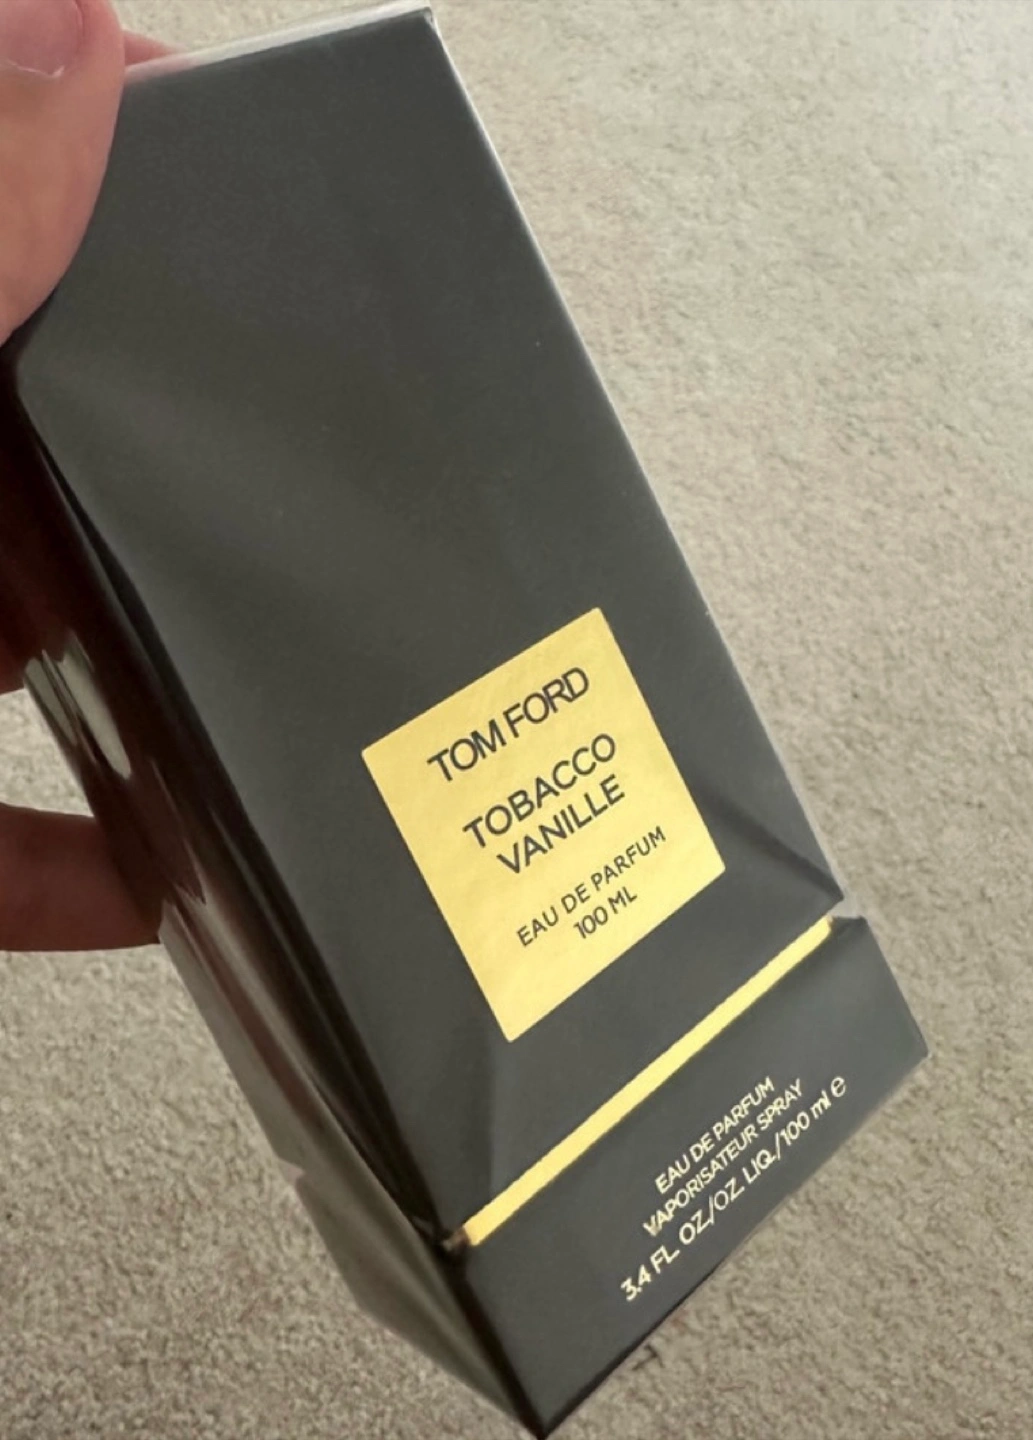 TOM FORD
TOBACCO
VANILLE
EAU DE PARFUM
100 ML
EAU DE PARFUM
VAPORISATEUR SPRAY
3.4 FL OZ/OZ. LIQ./100 ml ℮